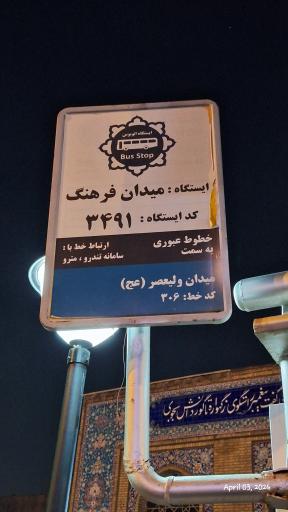 ایستگاه اتوبوس
Bus Stop
ایستگاه : میدان فرهنگ
کد ایستگاه : ۳۴۹۱
خطوط عبوری
به سمت
ارتباط خط با :
سامانه تندرو ، مترو
میدان ولیعصر (عج)
کد خط: ۳۰۶
April 03, 2026